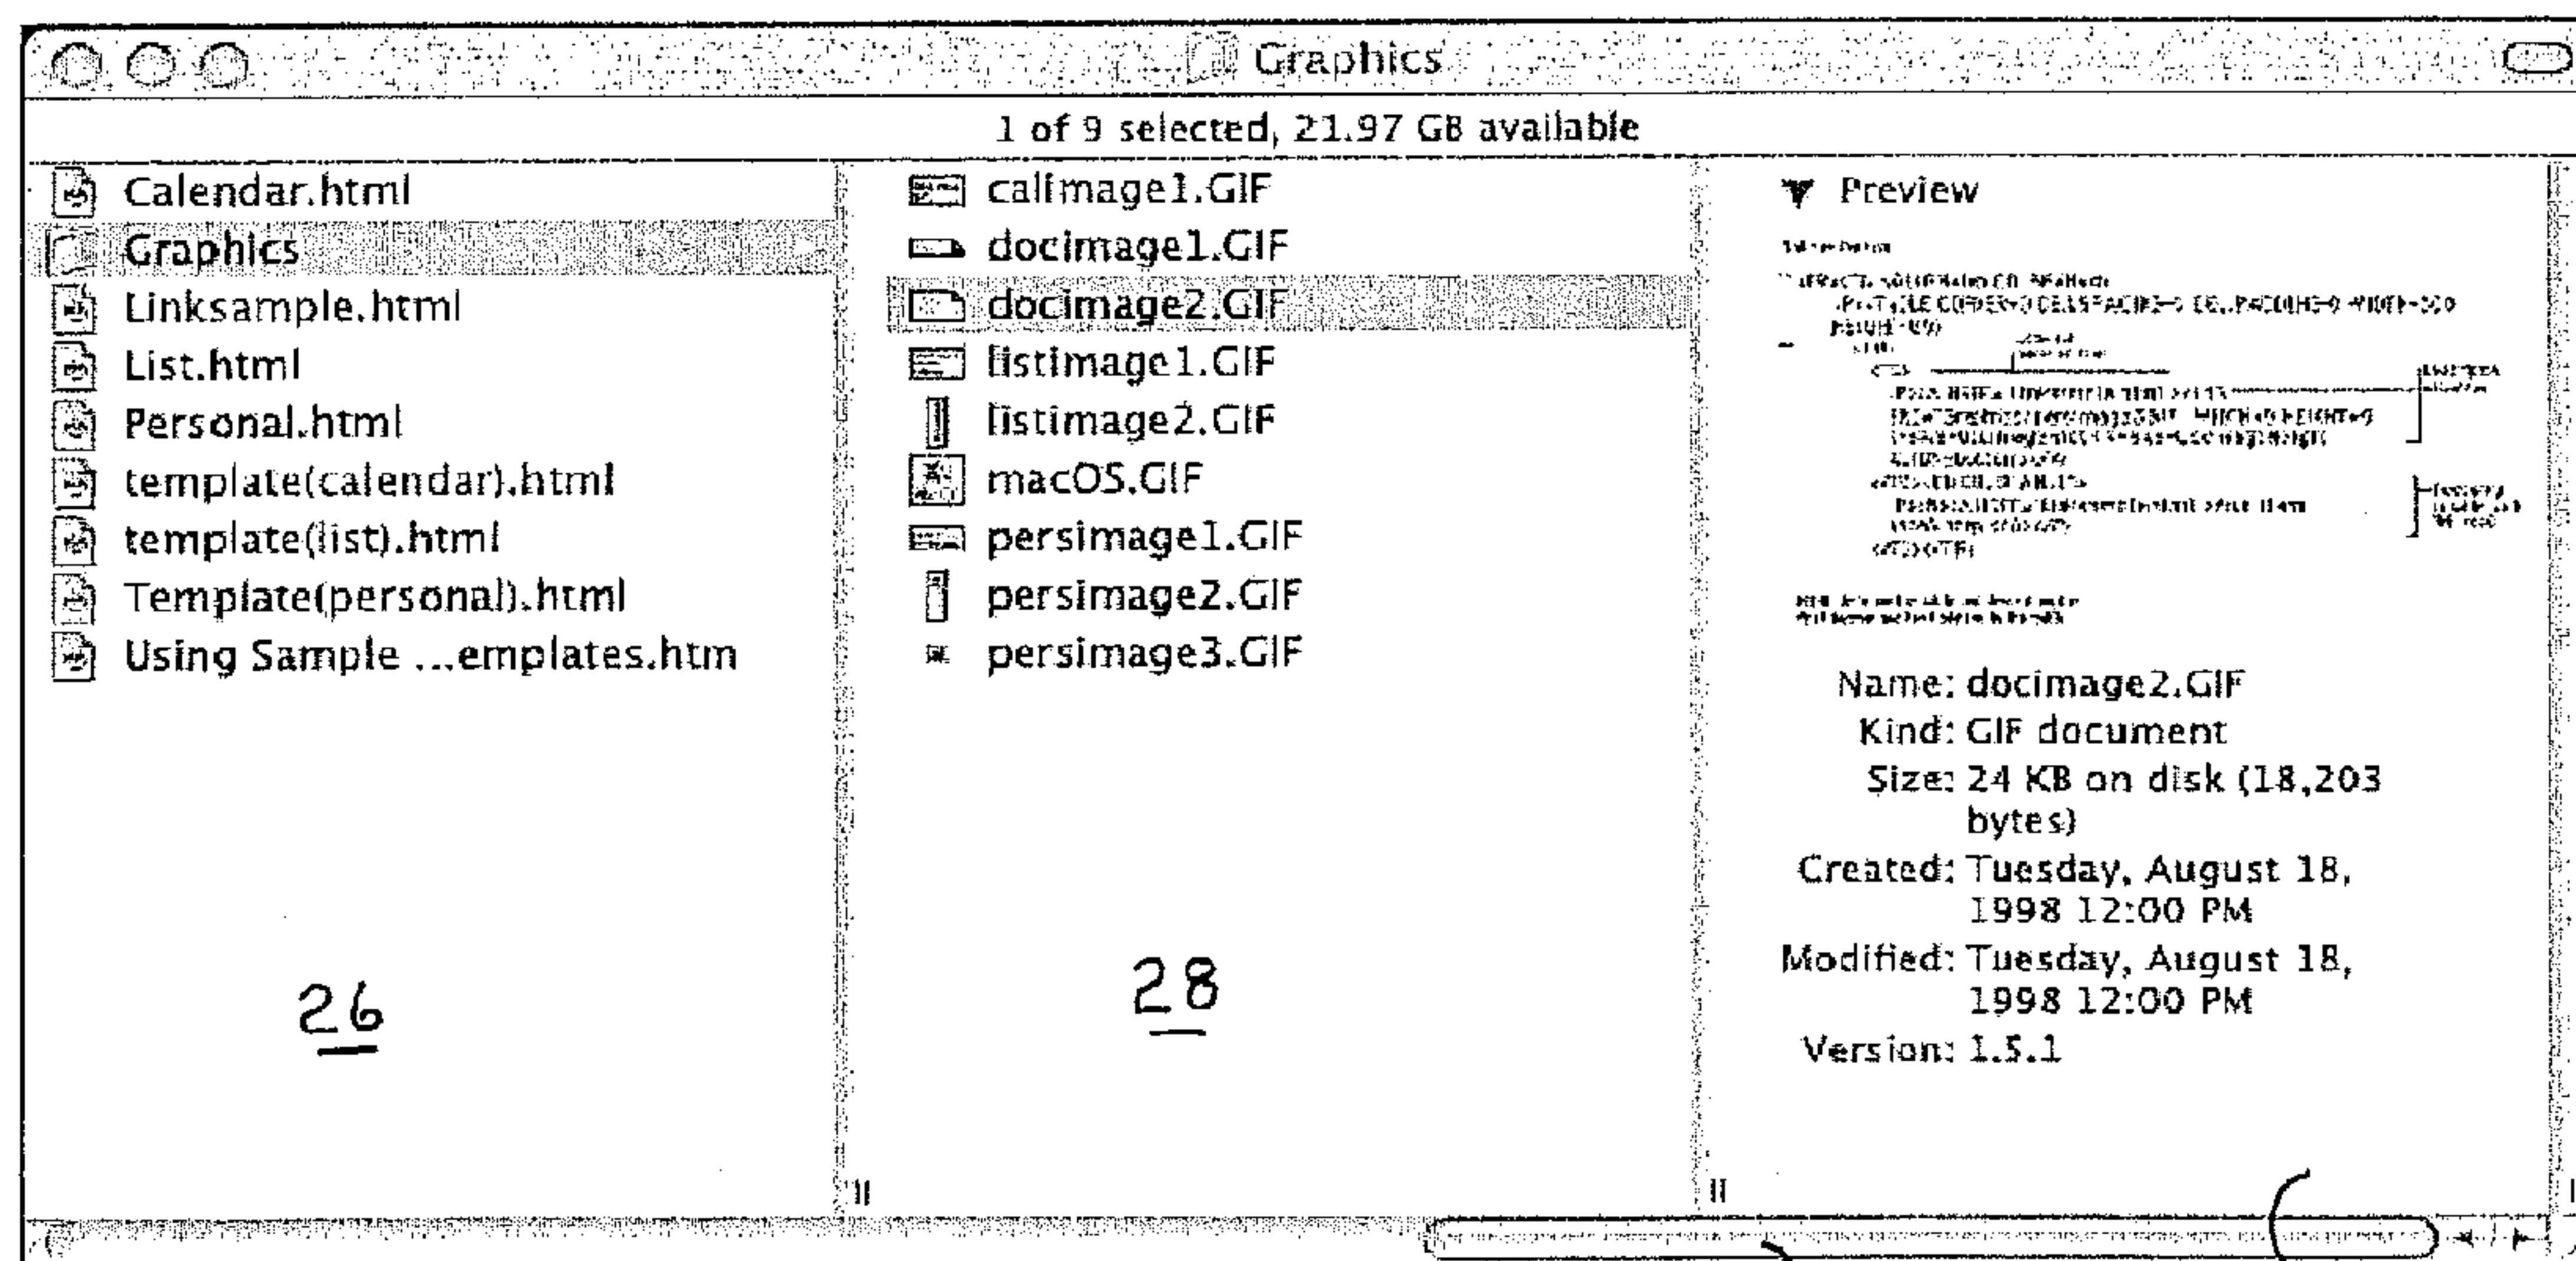 Graphics
1 of 9 selected, 21.97 GB available
Calendar.html
Graphics
Linksample.html
List.html
Personal.html
template(calendar).html
template(list).html
Template(personal).html
Using Sample ...emplates.htm
26
calimage1.GIF
docimage1.GIF
docimage2.GIF
listimage1.GIF
listimage2.GIF
macOS.GIF
persimage1.GIF
persimage2.GIF
persimage3.GIF
28
Preview
Name: docimage2.GIF
Kind: GIF document
Size: 24 KB on disk (18,203
bytes)
Created: Tuesday, August 18,
1998 12:00 PM
Modified: Tuesday, August 18,
1998 12:00 PM
Version: 1.5.1